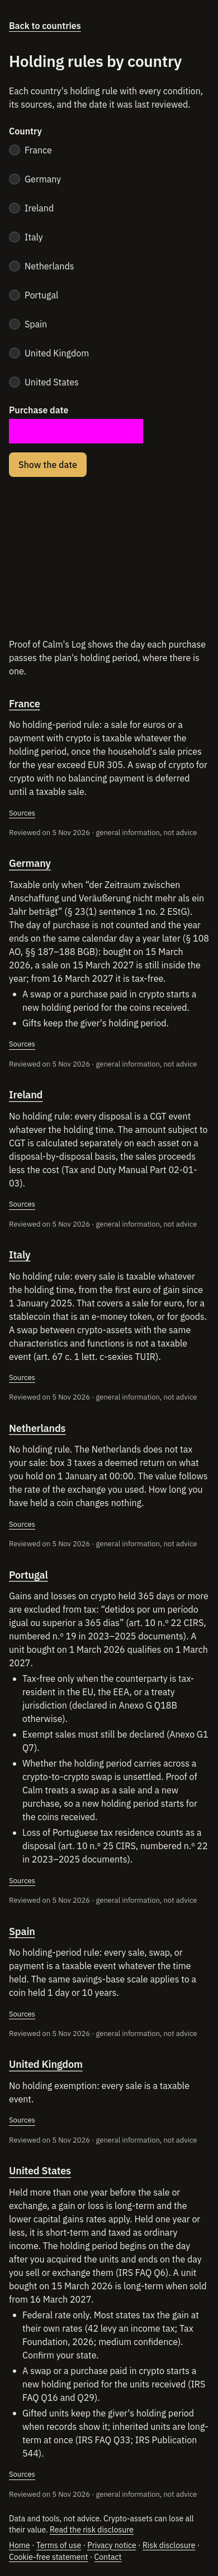 Back to countries
Holding rules by country
Each country's holding rule with every condition,
its sources, and the date it was last reviewed.
Country
France
Germany
Ireland
Italy
Netherlands
Portugal
Spain
United Kingdom
United States
Purchase date
Show the date
Proof of Calm's Log shows the day each purchase
passes the plan's holding period, where there is
one.
France
No holding-period rule: a sale for euros or a
payment with crypto is taxable whatever the
holding period, once the household's sale prices
for the year exceed EUR 305. A swap of crypto for
crypto with no balancing payment is deferred
until a taxable sale.
Sources
Reviewed on 5 Nov 2026 · general information, not advice
Germany
Taxable only when “der Zeitraum zwischen
Anschaffung und Veräußerung nicht mehr als ein
Jahr beträgt” (§ 23(1) sentence 1 no. 2 EStG).
The day of purchase is not counted and the year
ends on the same calendar day a year later (§ 108
AO, §§ 187–188 BGB): bought on 15 March
2026, a sale on 15 March 2027 is still inside the
year; from 16 March 2027 it is tax-free.
• A swap or a purchase paid in crypto starts a
new holding period for the coins received.
• Gifts keep the giver's holding period.
Sources
Reviewed on 5 Nov 2026 · general information, not advice
Ireland
No holding rule: every disposal is a CGT event
whatever the holding time. The amount subject to
CGT is calculated separately on each asset on a
disposal-by-disposal basis, the sales proceeds
less the cost (Tax and Duty Manual Part 02-01-
03).
Sources
Reviewed on 5 Nov 2026 · general information, not advice
Italy
No holding rule: every sale is taxable whatever
the holding time, from the first euro of gain since
1 January 2025. That covers a sale for euro, for a
stablecoin that is an e-money token, or for goods.
A swap between crypto-assets with the same
characteristics and functions is not a taxable
event (art. 67 c. 1 lett. c-sexies TUIR).
Sources
Reviewed on 5 Nov 2026 · general information, not advice
Netherlands
No holding rule. The Netherlands does not tax
your sale: box 3 taxes a deemed return on what
you hold on 1 January at 00:00. The value follows
the rate of the exchange you used. How long you
have held a coin changes nothing.
Sources
Reviewed on 5 Nov 2026 · general information, not advice
Portugal
Gains and losses on crypto held 365 days or more
are excluded from tax: “detidos por um período
igual ou superior a 365 dias” (art. 10 n.º 22 CIRS,
numbered n.º 19 in 2023–2025 documents). A
unit bought on 1 March 2026 qualifies on 1 March
2027.
• Tax-free only when the counterparty is tax-
resident in the EU, the EEA, or a treaty
jurisdiction (declared in Anexo G Q18B
otherwise).
• Exempt sales must still be declared (Anexo G1
Q7).
• Whether the holding period carries across a
crypto-to-crypto swap is unsettled. Proof of
Calm treats a swap as a sale and a new
purchase, so a new holding period starts for
the coins received.
• Loss of Portuguese tax residence counts as a
disposal (art. 10 n.º 25 CIRS, numbered n.º 22
in 2023–2025 documents).
Sources
Reviewed on 5 Nov 2026 · general information, not advice
Spain
No holding-period rule: every sale, swap, or
payment is a taxable event whatever the time
held. The same savings-base scale applies to a
coin held 1 day or 10 years.
Sources
Reviewed on 5 Nov 2026 · general information, not advice
United Kingdom
No holding exemption: every sale is a taxable
event.
Sources
Reviewed on 5 Nov 2026 · general information, not advice
United States
Held more than one year before the sale or
exchange, a gain or loss is long-term and the
lower capital gains rates apply. Held one year or
less, it is short-term and taxed as ordinary
income. The holding period begins on the day
after you acquired the units and ends on the day
you sell or exchange them (IRS FAQ Q6). A unit
bought on 15 March 2026 is long-term when sold
from 16 March 2027.
• Federal rate only. Most states tax the gain at
their own rates (42 levy an income tax; Tax
Foundation, 2026; medium confidence).
Confirm your state.
• A swap or a purchase paid in crypto starts a
new holding period for the units received (IRS
FAQ Q16 and Q29).
• Gifted units keep the giver's holding period
when records show it; inherited units are long-
term at once (IRS FAQ Q33; IRS Publication
544).
Sources
Reviewed on 5 Nov 2026 · general information, not advice
Data and tools, not advice. Crypto-assets can lose all
their value. Read the risk disclosure
Home · Terms of use · Privacy notice · Risk disclosure ·
Cookie-free statement · Contact